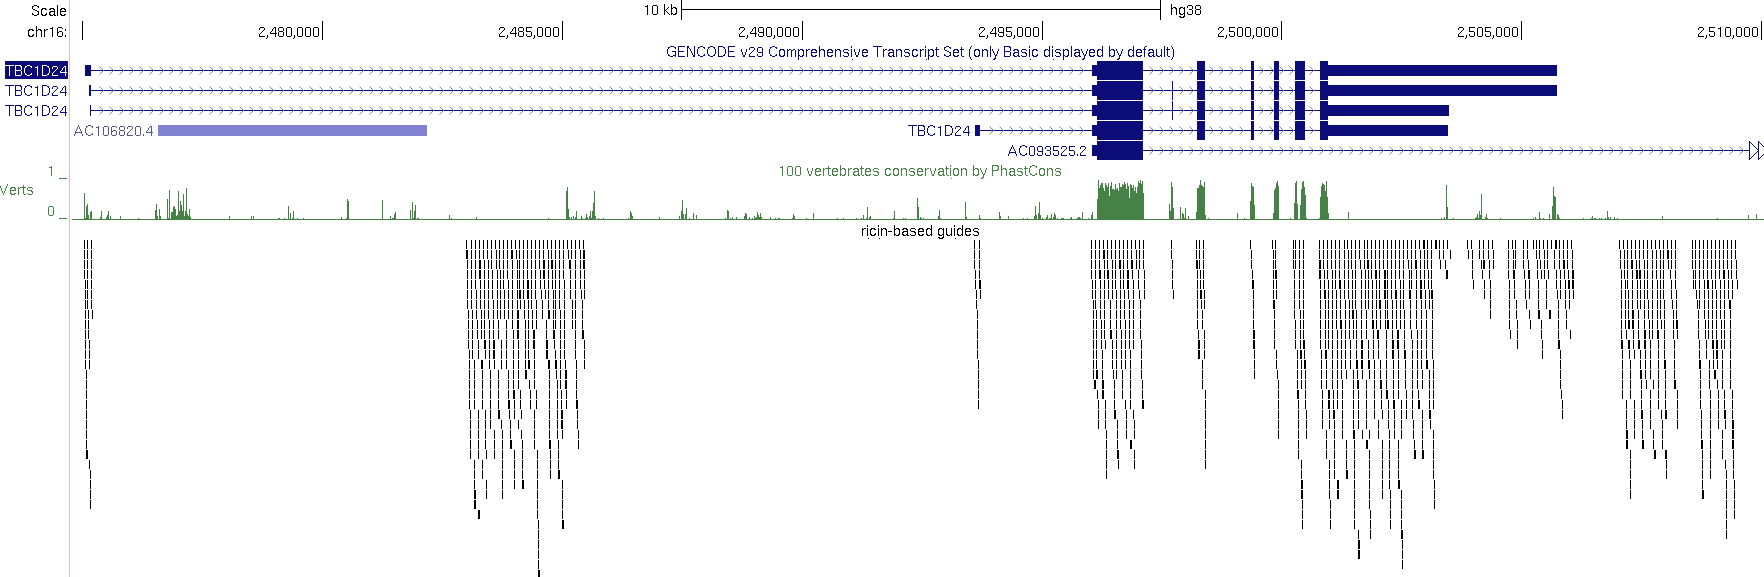 Scale 10 kb hg38
chr16: 2,480,000 2,485,000 2,490,000 2,495,000 2,500,000 2,505,000 2,510,000
GENCODE v29 Comprehensive Transcript Set (only Basic displayed by default)
TBC1D24
TBC1D24
TBC1D24
AC106820.4 TBC1D24
AC093525.2
100 vertebrates conservation by PhastCons
1
Verts
0
ricin-based guides